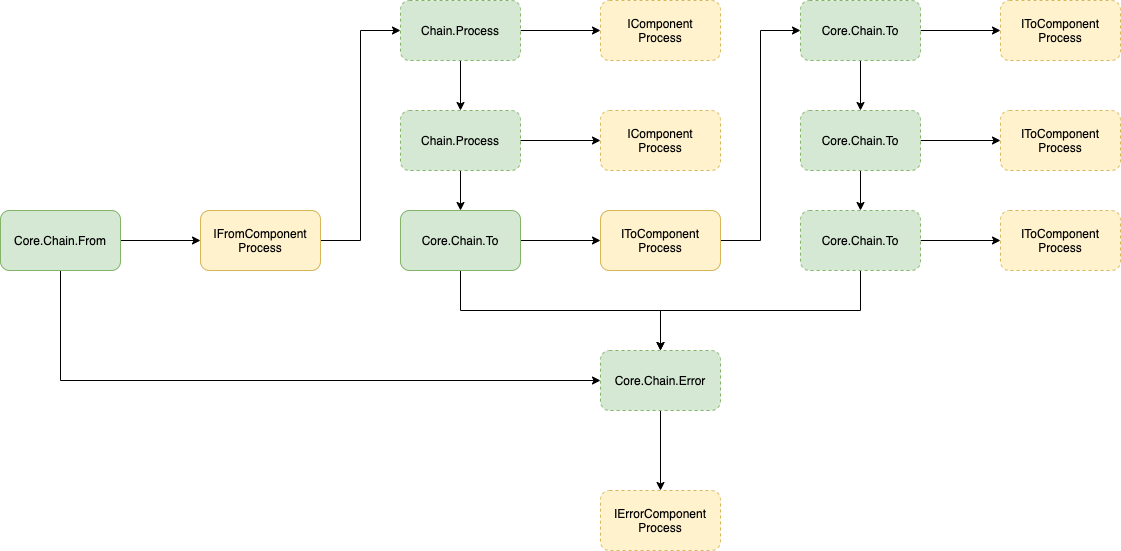 Chain.Process
IComponent
Process
Core.Chain.To
IToComponent
Process
Chain.Process
IComponent
Process
Core.Chain.To
IToComponent
Process
Core.Chain.From
IFromComponent
Process
Core.Chain.To
IToComponent
Process
Core.Chain.To
IToComponent
Process
Core.Chain.Error
IErrorComponent
Process